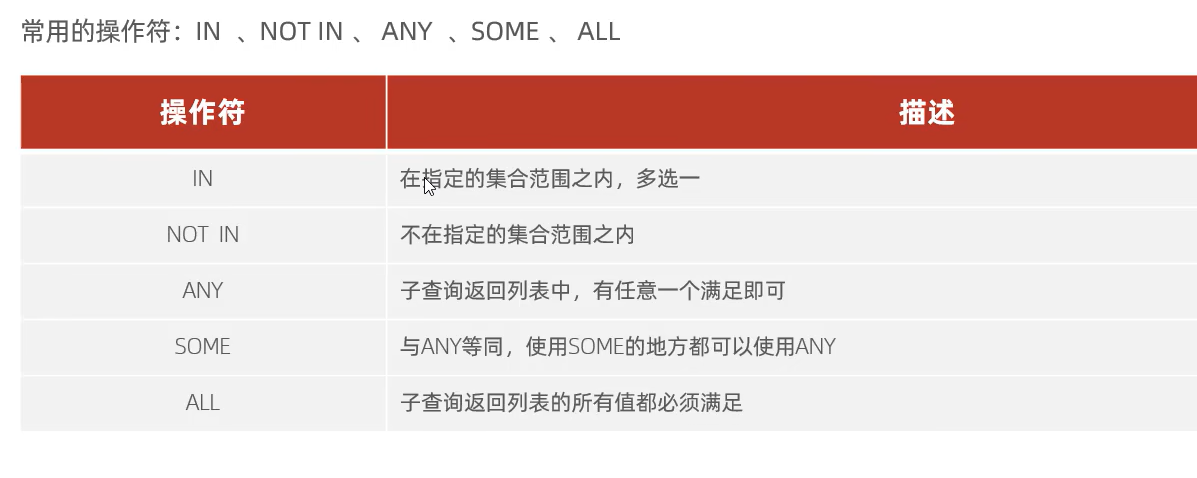 常用的操作符：IN 、NOT IN 、 ANY 、SOME 、 ALL
操作符 描述
IN 在指定的集合范围之内，多选一
NOT IN 不在指定的集合范围之内
ANY 子查询返回列表中，有任意一个满足即可
SOME 与ANY等同，使用SOME的地方都可以使用ANY
ALL 子查询返回列表的所有值都必须满足